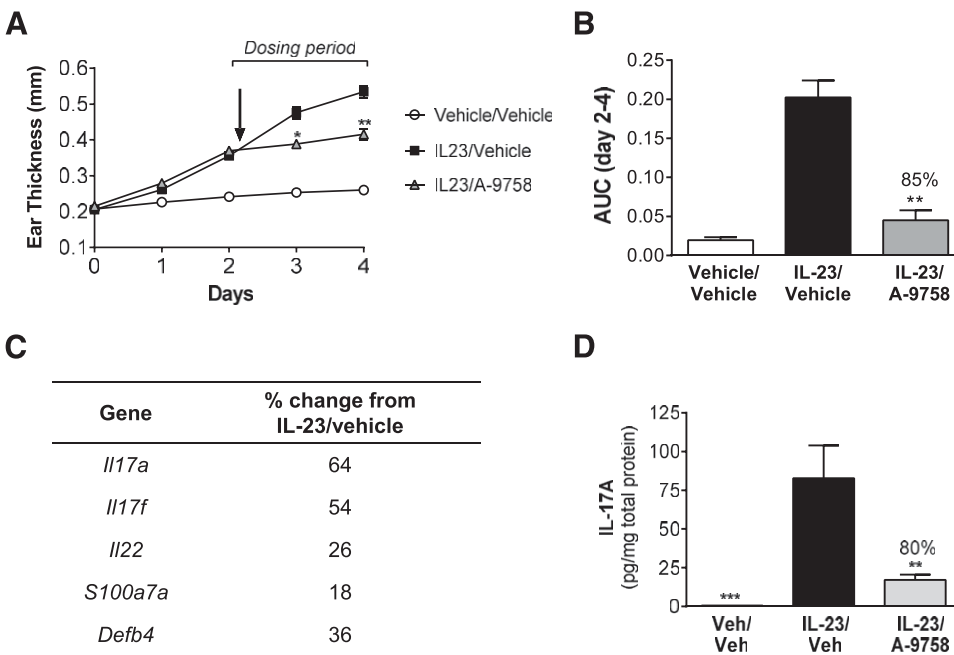 A
Dosing period
Ear Thickness (mm)
0.6
0.5
0.4
0.3
0.2
0.1
0 1 2 3 4
Days
*
**
Vehicle/Vehicle
IL23/Vehicle
IL23/A-9758
B
AUC (day 2-4)
0.25
0.20
0.15
0.10
0.05
0.00
85%
**
Vehicle/ IL-23/ IL-23/
Vehicle Vehicle A-9758
C
Gene
% change from
IL-23/vehicle
Il17a 64
Il17f 54
Il22 26
S100a7a 18
Defb4 36
D
IL-17A
(pg/mg total protein)
125
100
75
50
25
0
***
80%
**
Veh/ IL-23/ IL-23/
Veh Veh A-9758